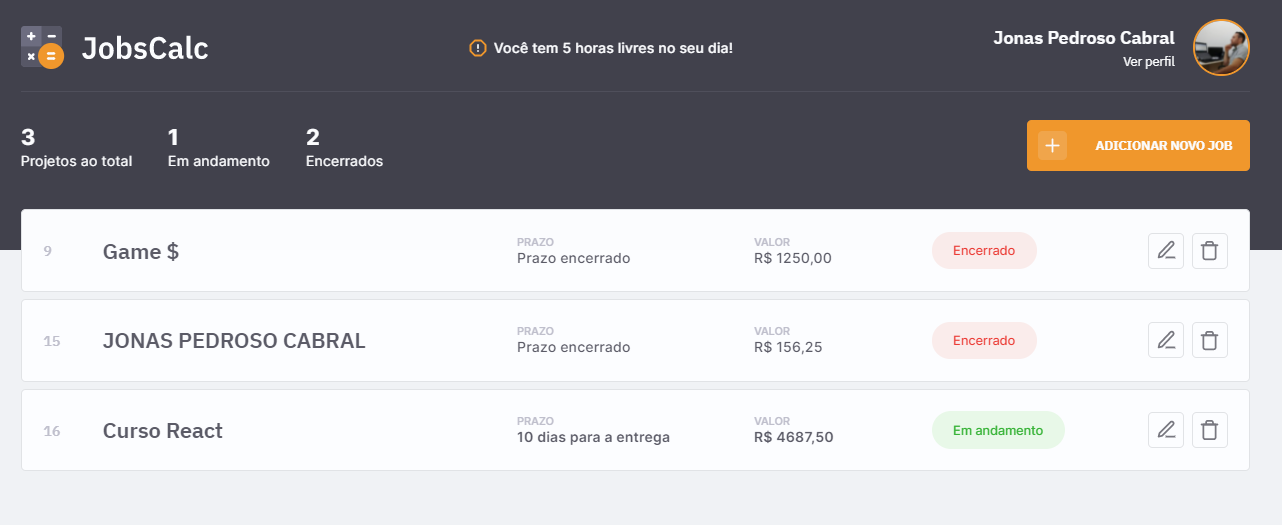 JobsCalc
Você tem 5 horas livres no seu dia!
Jonas Pedroso Cabral
Ver perfil
3
Projetos ao total
1
Em andamento
2
Encerrados
ADICIONAR NOVO JOB
9
Game $
PRAZO
Prazo encerrado
VALOR
R$ 1250,00
Encerrado
15
JONAS PEDROSO CABRAL
PRAZO
Prazo encerrado
VALOR
R$ 156,25
Encerrado
16
Curso React
PRAZO
10 dias para a entrega
VALOR
R$ 4687,50
Em andamento